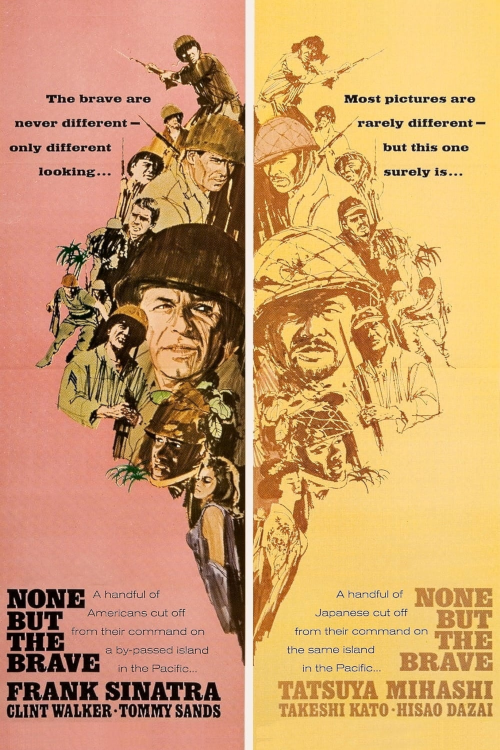 The brave are
never different—
only different
looking...
Most pictures are
rarely different—
but this one
surely is...
NONE
BUT
THE
BRAVE
A handful of
Americans cut off
from their command on
a by-passed island
in the Pacific...
FRANK SINATRA
CLINT WALKER · TOMMY SANDS
A handful of
Japanese cut off
from their command on
the same island
in the Pacific...
NONE
BUT
THE
BRAVE
TATSUYA MIHASHI
TAKESHI KATO · HISAO DAZAI